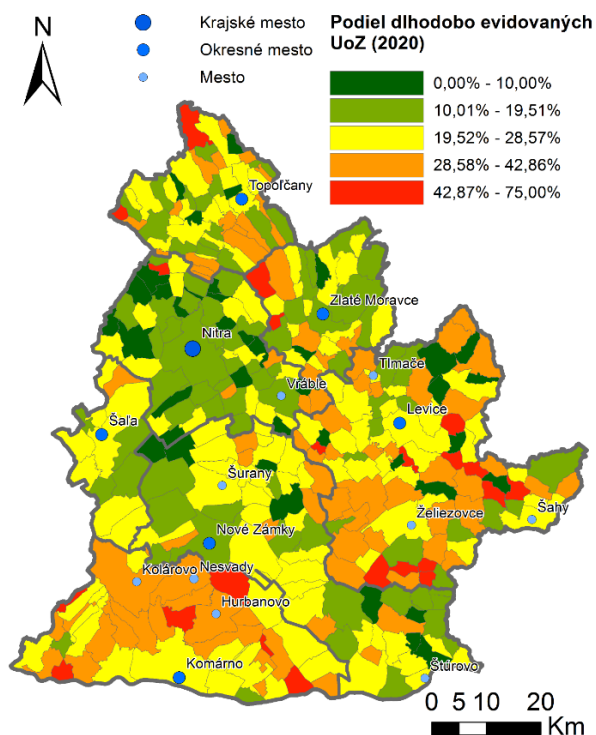 N
Krajské mesto
Okresné mesto
Mesto
Podiel dlhodobo evidovaných
UoZ (2020)
0,00% - 10,00%
10,01% - 19,51%
19,52% - 28,57%
28,58% - 42,86%
42,87% - 75,00%
Topoľčany
Zlaté Moravce
Nitra
Tlmače
Vráble
Levice
Šaľa
Šurany
Želiezovce
Šahy
Nové Zámky
Kolárovo
Nesvady
Hurbanovo
Komárno
Štúrovo
0 5 10 20
Km